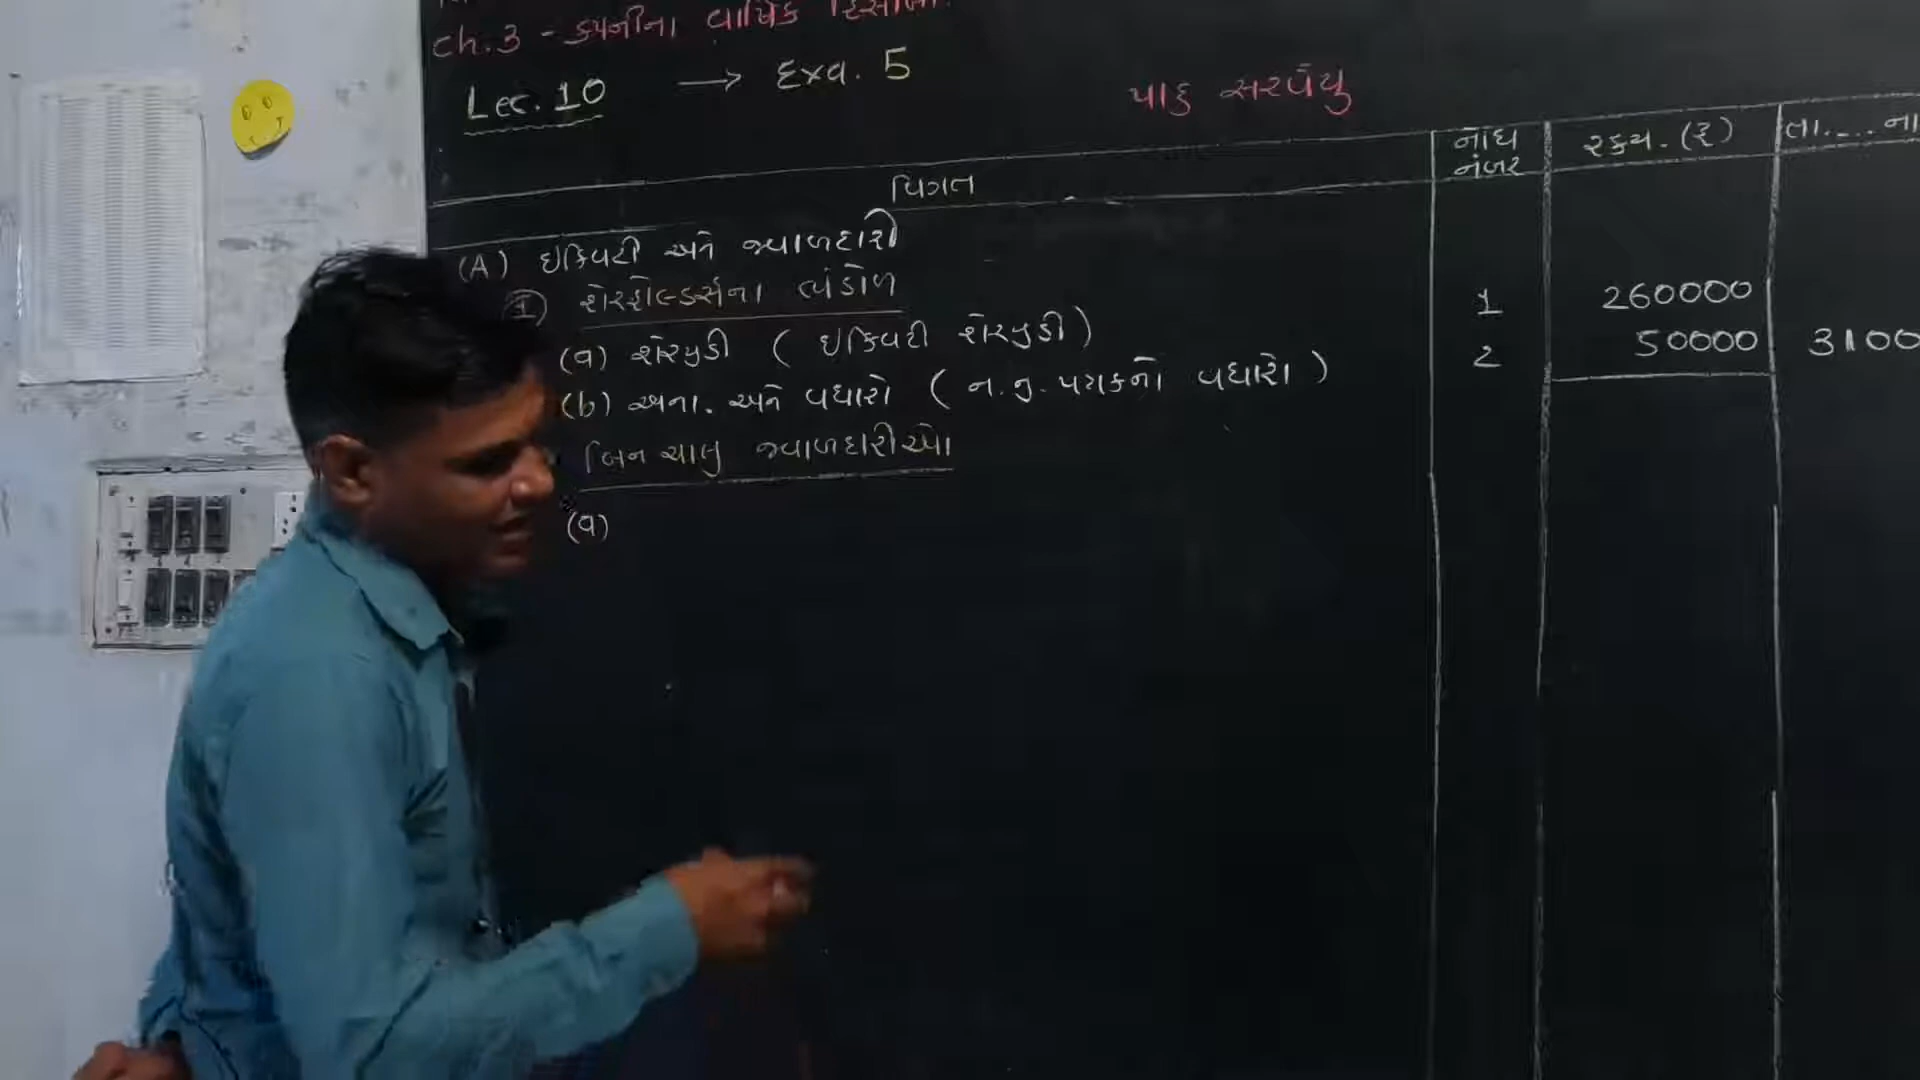 ch.3 - કંપનીના વાર્ષિક હિસાબો.
Lec. 10 → Exa. 5
પાકુ સરવૈયુ
વિગત નોંધ નંબર રકમ. (રૂ) તા.... ના
(A) ઇક્વિટી અને જવાબદારી
(1) શેરહોલ્ડર્સના ભંડોળ
(a) શેરમુડી ( ઇક્વિટી શેરમુડી ) 1 260000
(b) અના. અને વધારો ( ન.નુ. પત્રકનો વધારો ) 2 50000 3100
બિન ચાલુ જવાબદારીઓ
(a)